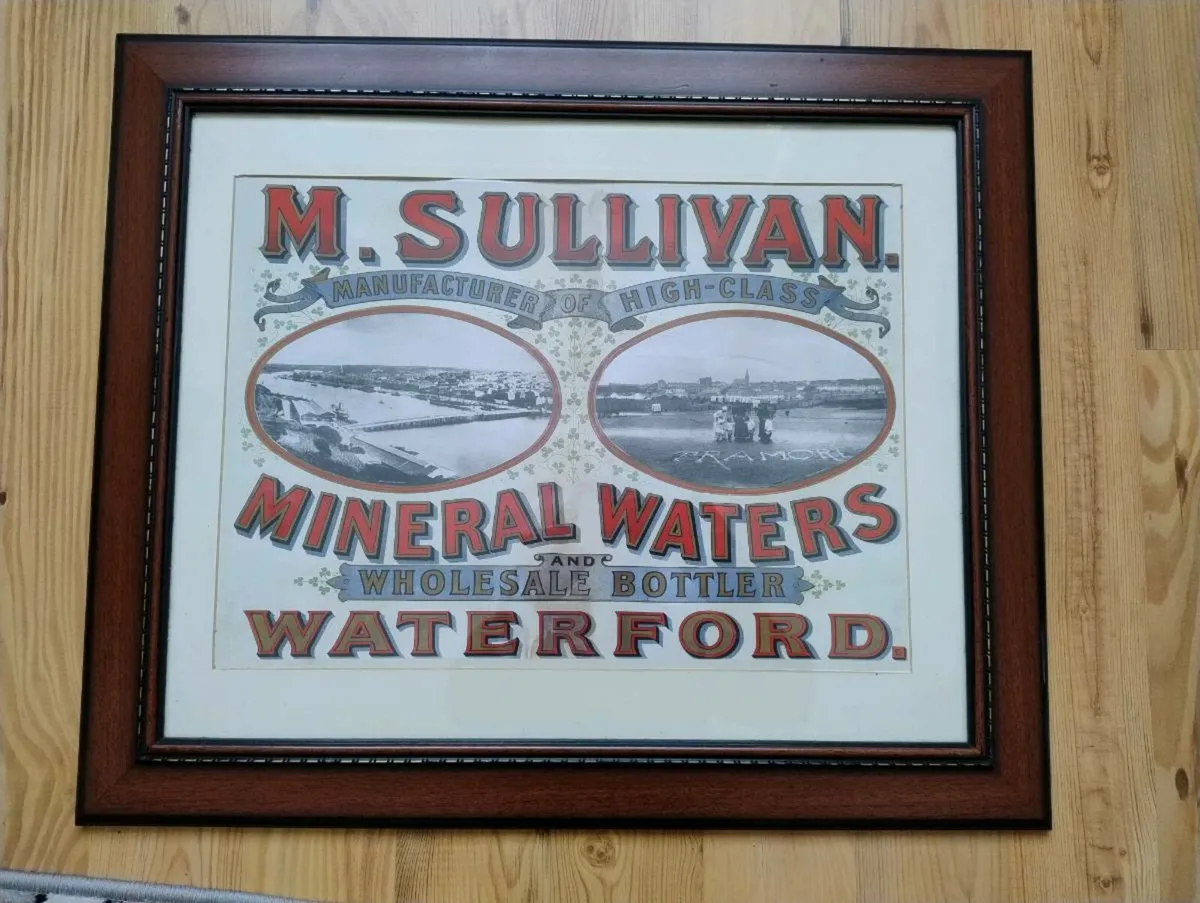 M. SULLIVAN.
MANUFACTURER OF HIGH-CLASS
TRAMORE
MINERAL WATERS
AND
WHOLESALE BOTTLER
WATERFORD.